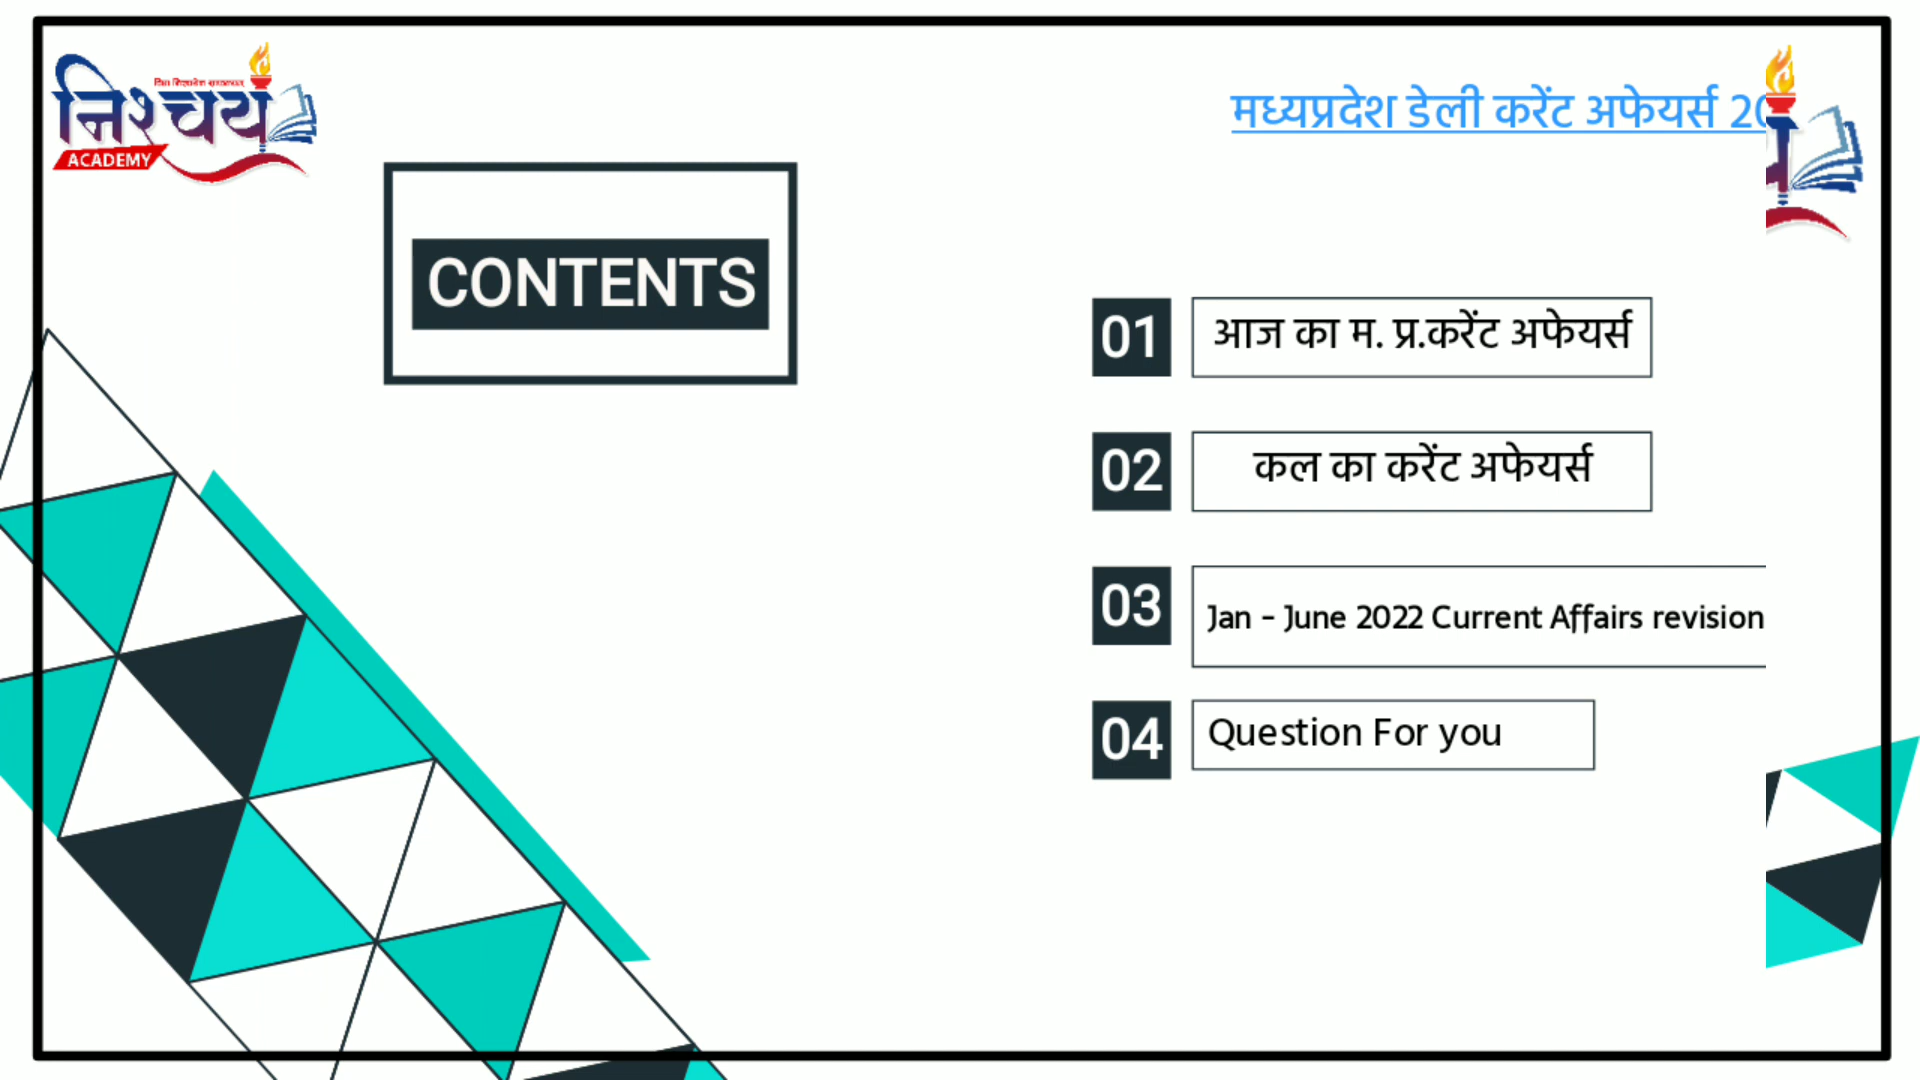 निश्चय
ACADEMY
मध्यप्रदेश डेली करेंट अफेयर्स 20
CONTENTS
01 आज का म. प्र.करेंट अफेयर्स
02 कल का करेंट अफेयर्स
03 Jan - June 2022 Current Affairs revision
04 Question For you